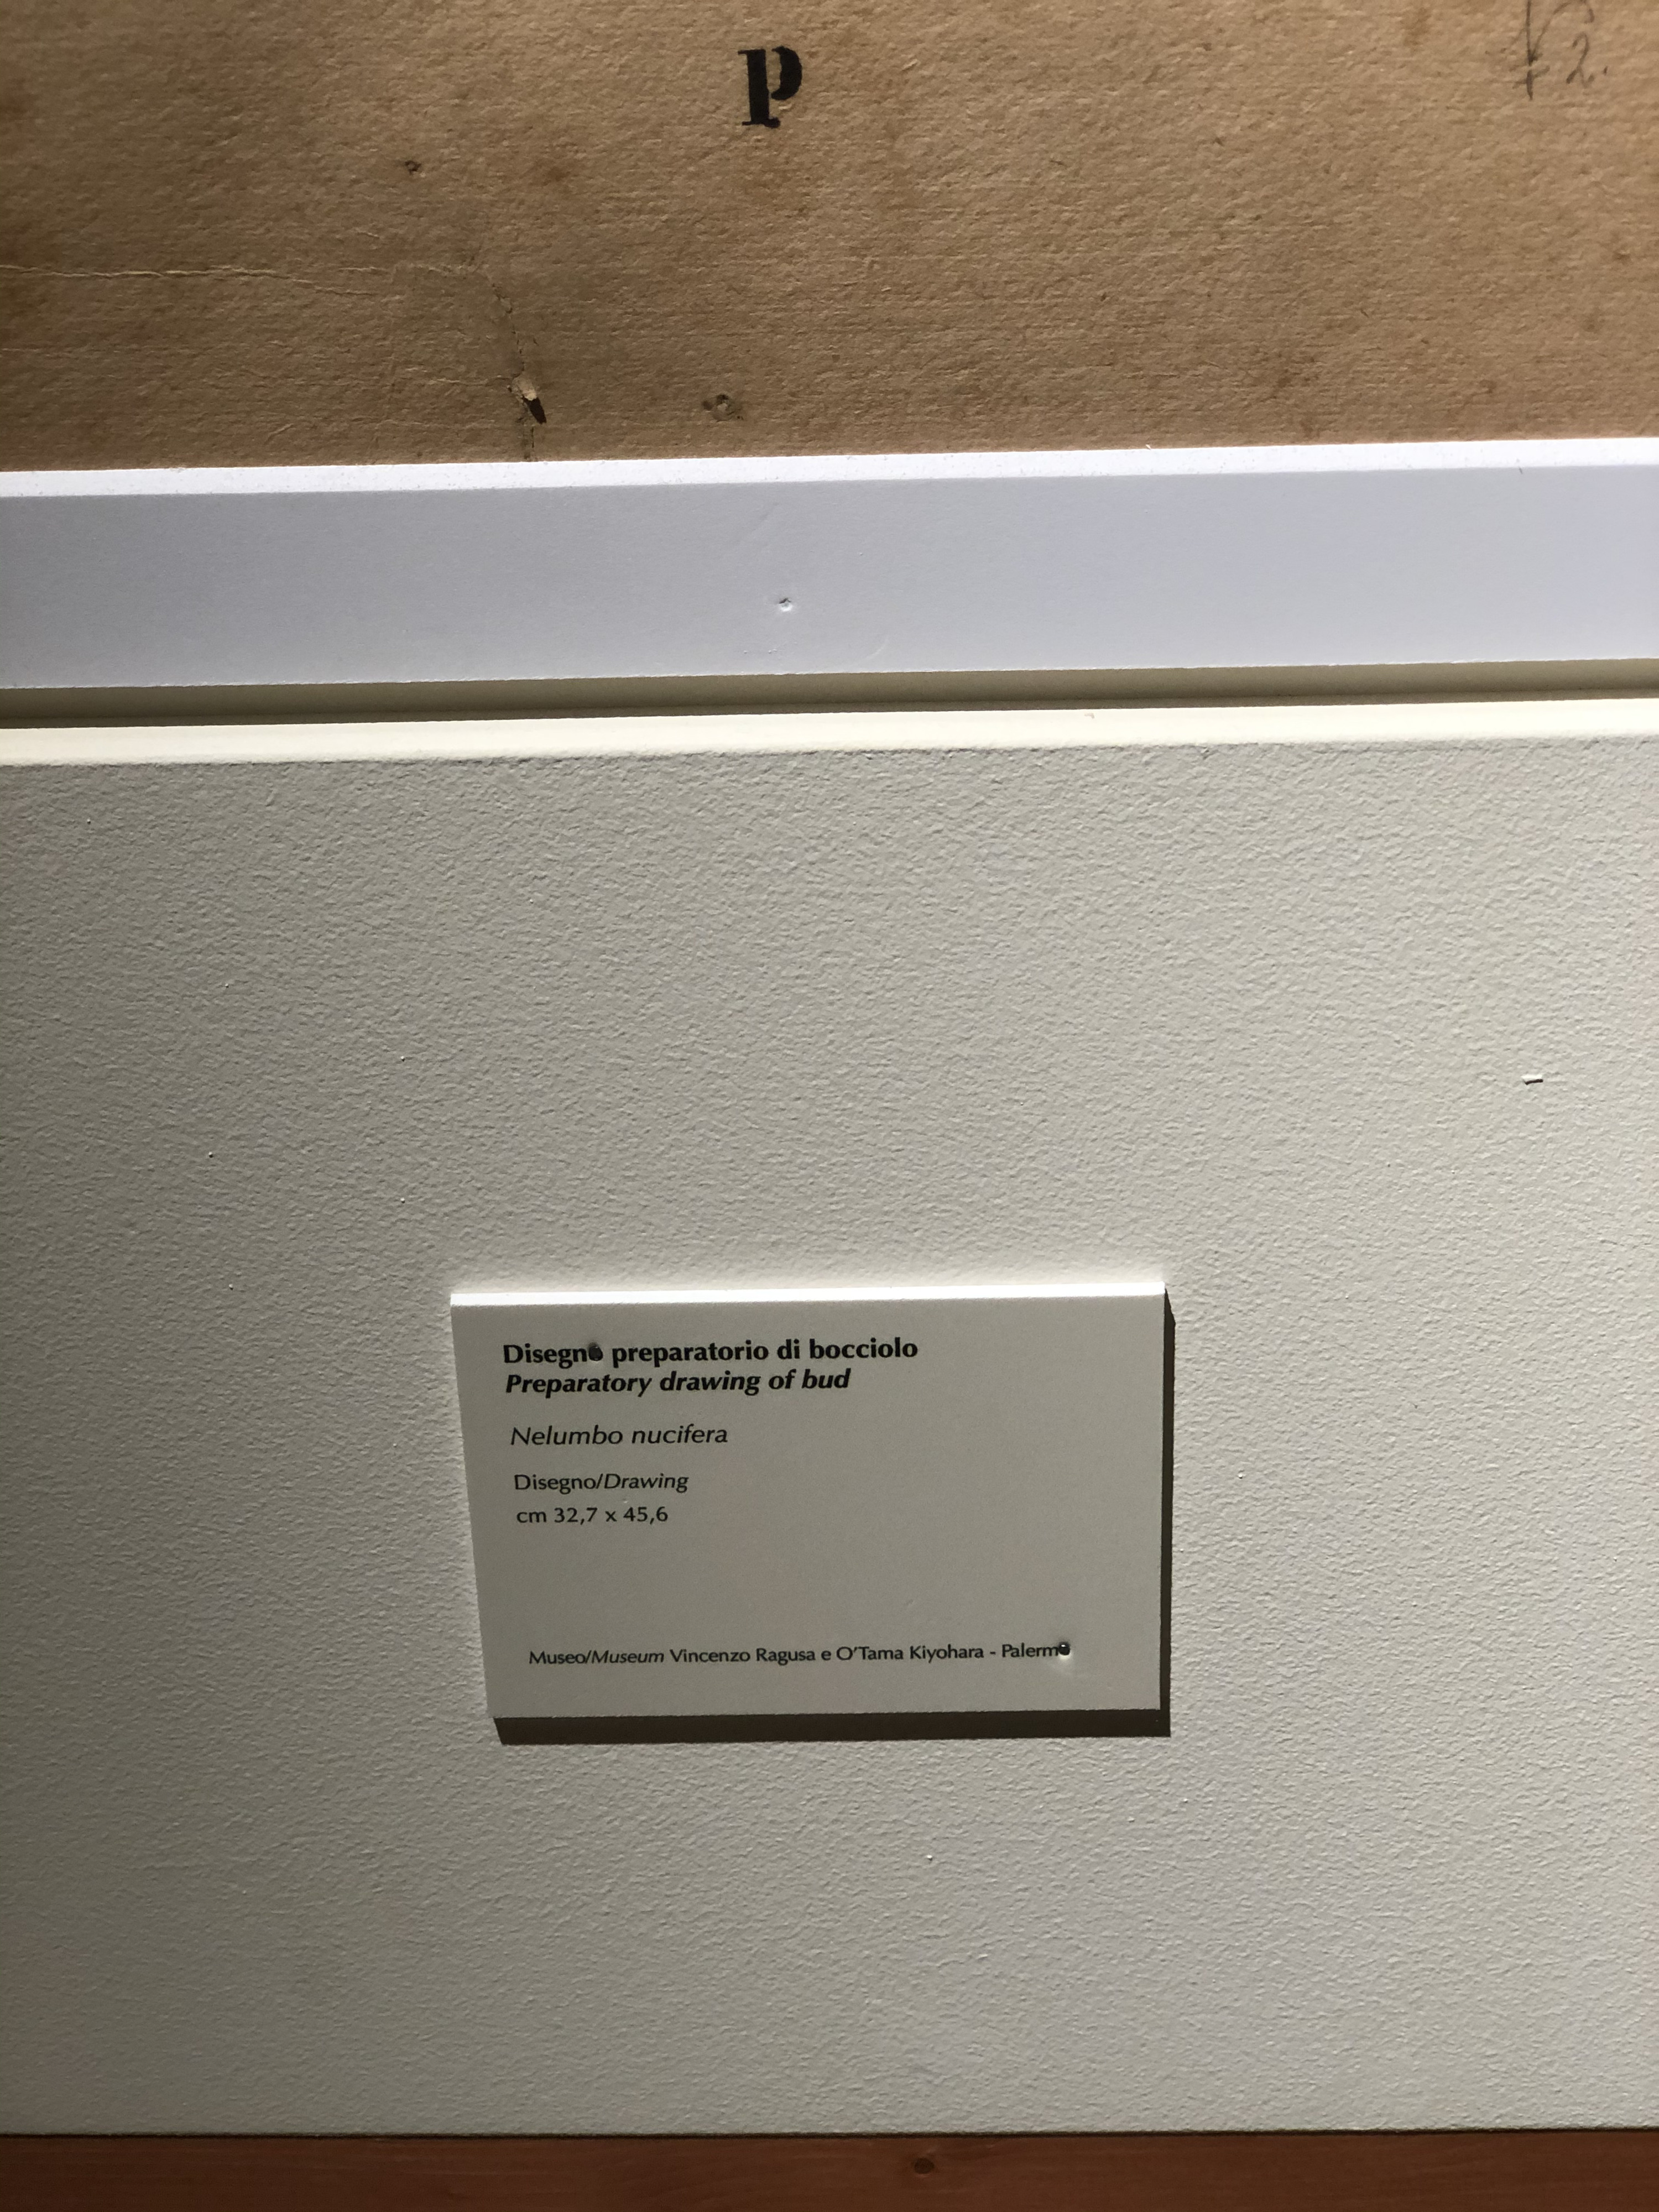 P
2.
Disegno preparatorio di bocciolo
Preparatory drawing of bud
Nelumbo nucifera
Disegno/Drawing
cm 32,7 x 45,6
Museo/Museum Vincenzo Ragusa e O'Tama Kiyohara - Palermo